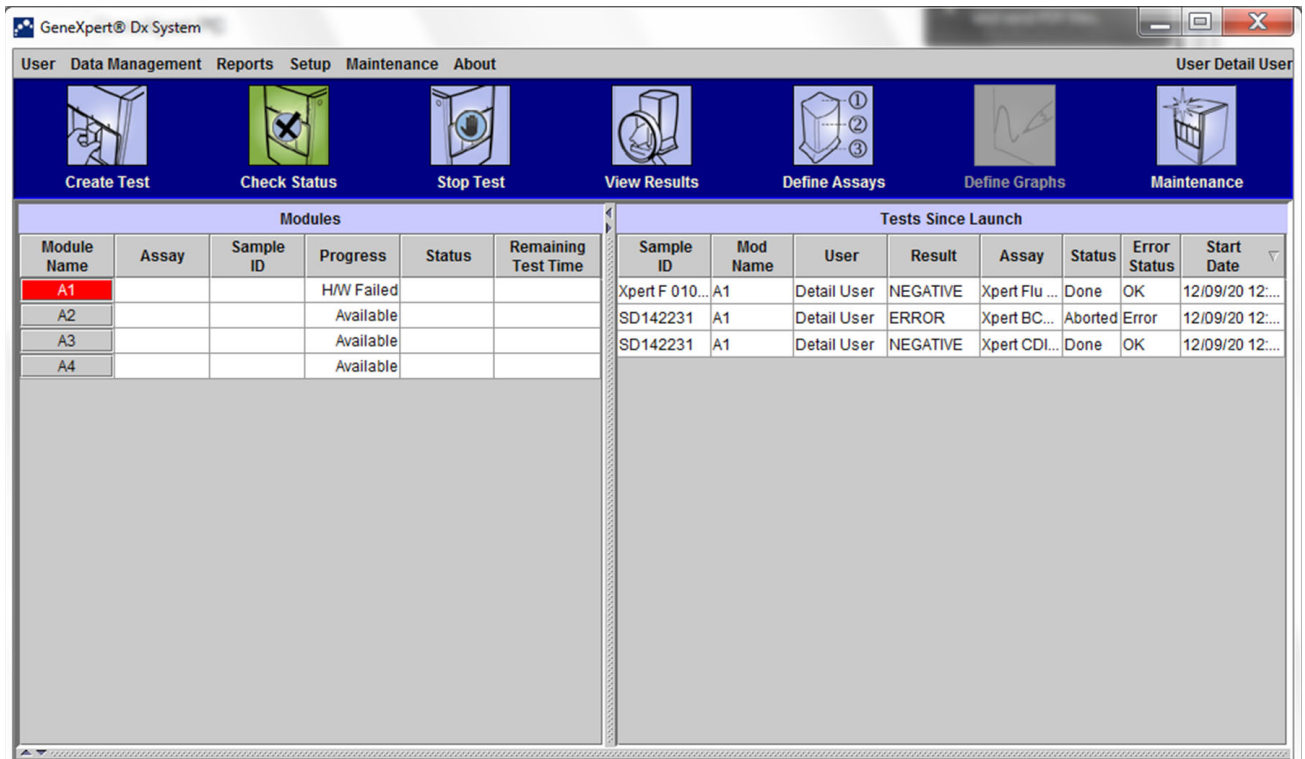 GeneXpert® Dx System
User Data Management Reports Setup Maintenance About User Detail User
Create Test Check Status Stop Test View Results Define Assays Define Graphs Maintenance
① ② ③
Modules
Module Name Assay Sample ID Progress Status Remaining Test Time
A1 H/W Failed
A2 Available
A3 Available
A4 Available
Tests Since Launch
Sample ID Mod Name User Result Assay Status Error Status Start Date
Xpert F 010... A1 Detail User NEGATIVE Xpert Flu ... Done OK 12/09/20 12:...
SD142231 A1 Detail User ERROR Xpert BC... Aborted Error 12/09/20 12:...
SD142231 A1 Detail User NEGATIVE Xpert CDI... Done OK 12/09/20 12:...